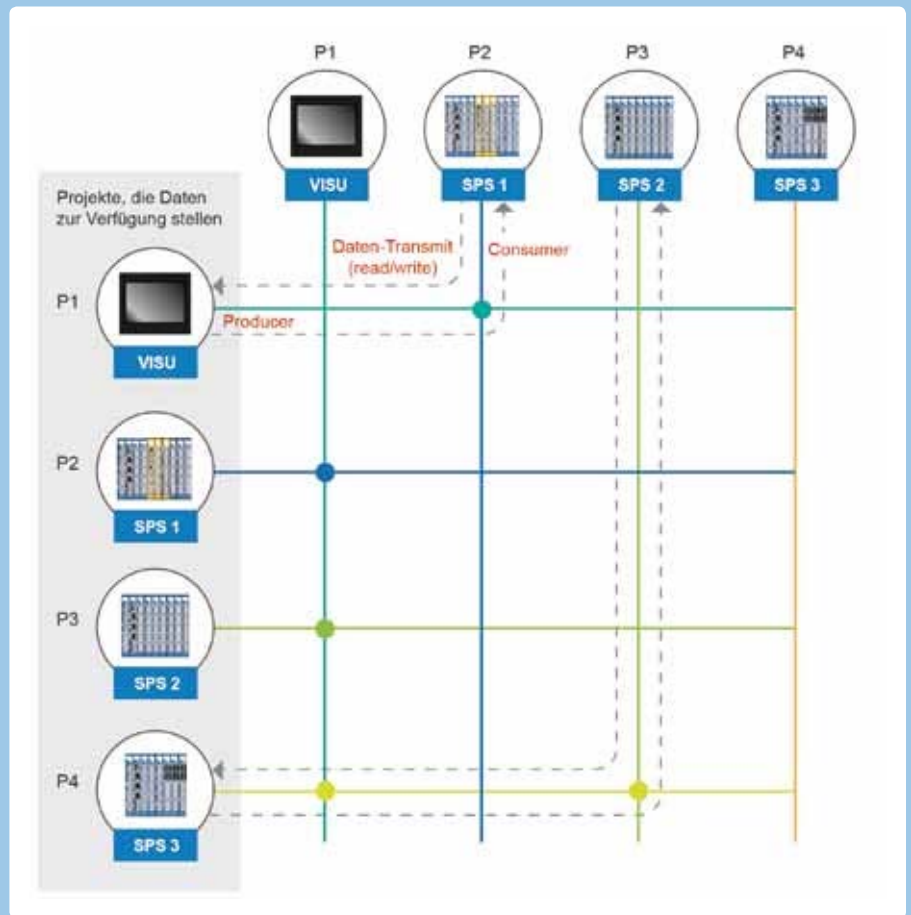 P1
P2
P3
P4
VISU
SPS 1
SPS 2
SPS 3
Projekte, die Daten
zur Verfügung stellen
Daten-Transmit
(read/write)
Consumer
Producer
P1
VISU
P2
SPS 1
P3
SPS 2
P4
SPS 3